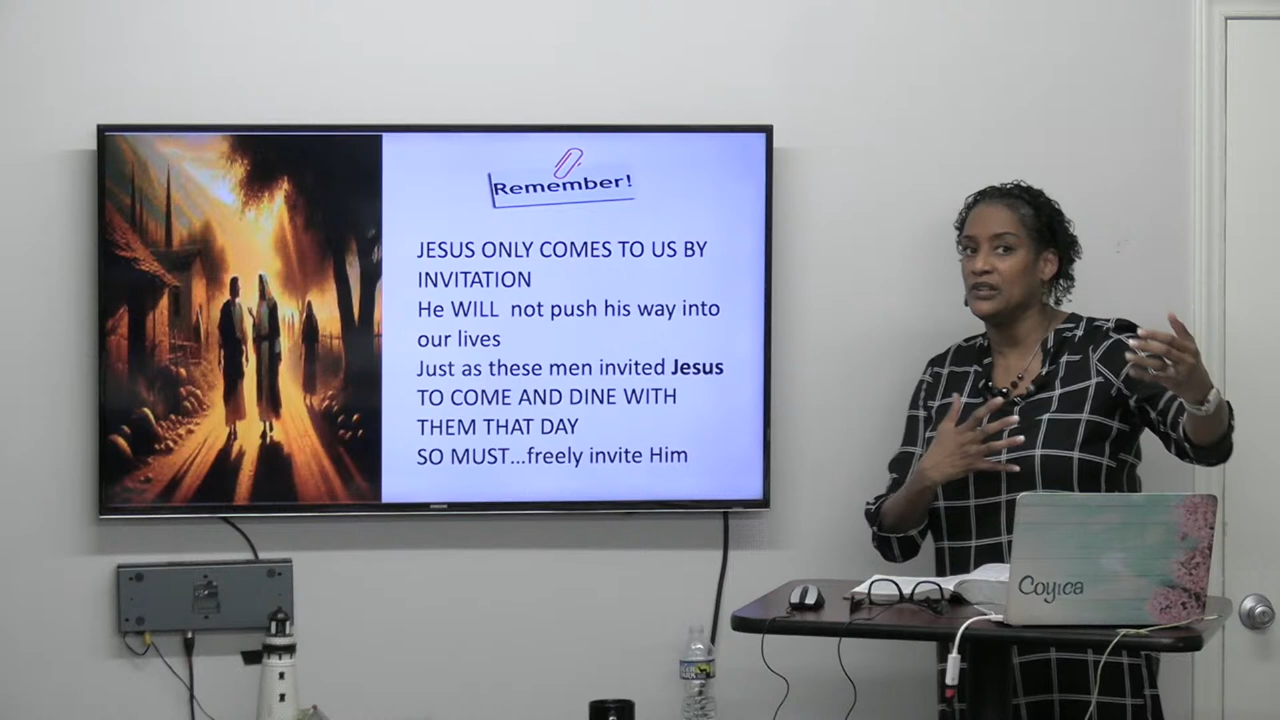 Remember!
JESUS ONLY COMES TO US BY
INVITATION
He WILL not push his way into
our lives
Just as these men invited Jesus
TO COME AND DINE WITH
THEM THAT DAY
SO MUST...freely invite Him
SAMSUNG
Coyica